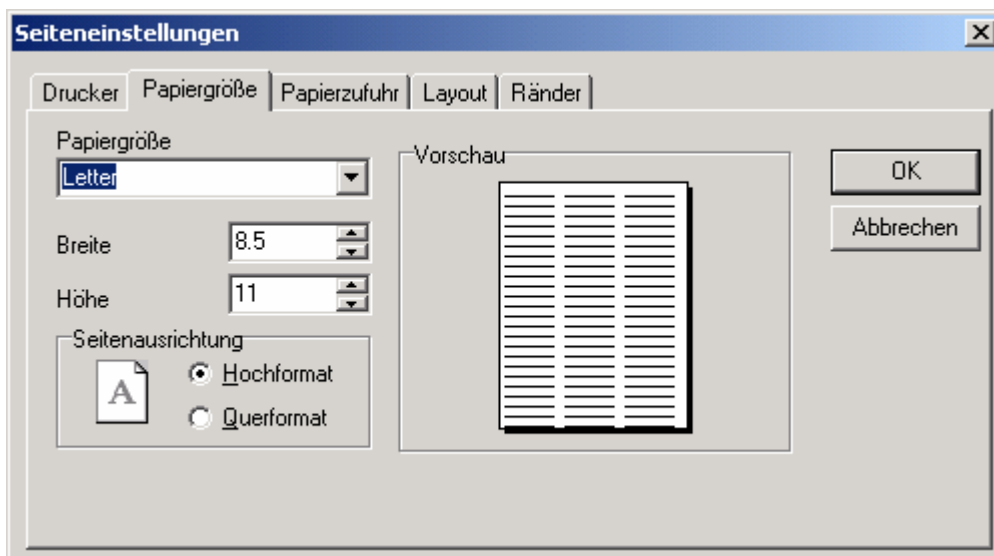 Seiteneinstellungen
Drucker Papiergröße Papierzufuhr Layout Ränder
Papiergröße
Letter
Breite 8.5
Höhe 11
Seitenausrichtung
A
Hochformat
Querformat
Vorschau
OK
Abbrechen